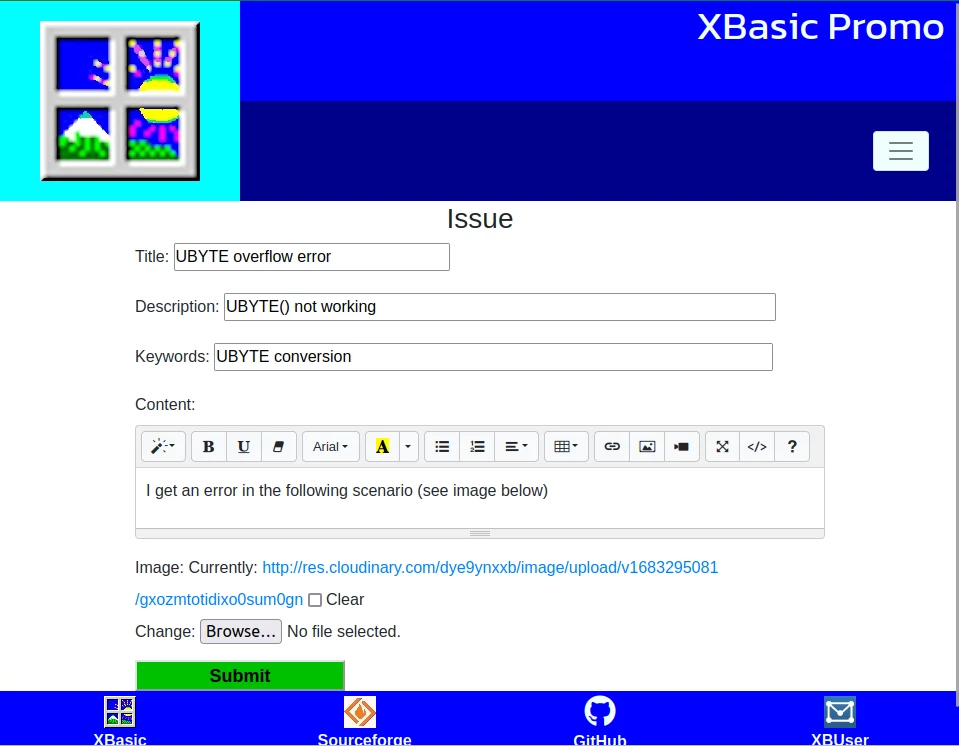 XBasic Promo
Issue
Title: UBYTE overflow error
Description: UBYTE() not working
Keywords: UBYTE conversion
Content:
B U Arial A </> ?
I get an error in the following scenario (see image below)
Image: Currently: http://res.cloudinary.com/dye9ynxxb/image/upload/v1683295081
/gxozmtotidixo0sum0gn Clear
Change: Browse... No file selected.
Submit
XBasic Sourceforge GitHub XBUser